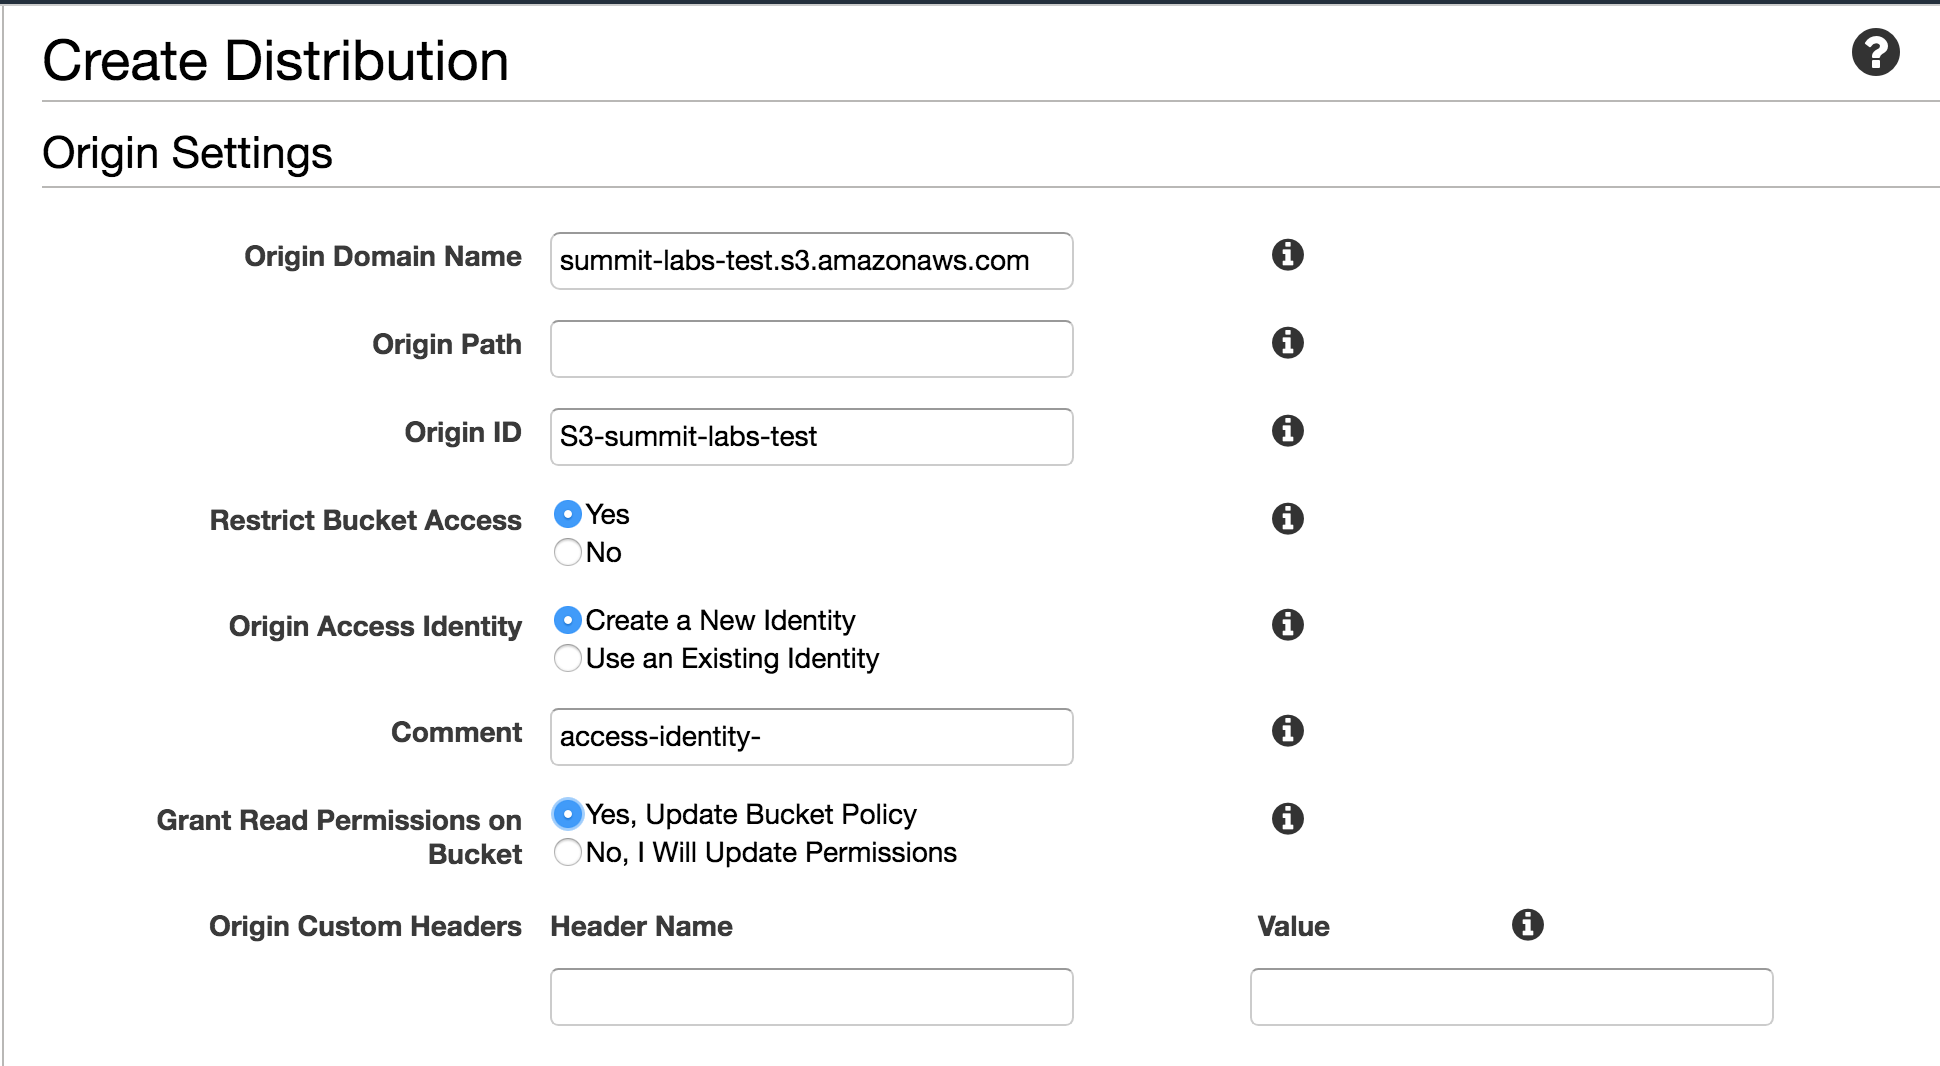 Create Distribution
Origin Settings
Origin Domain Name summit-labs-test.s3.amazonaws.com
Origin Path
Origin ID S3-summit-labs-test
Restrict Bucket Access Yes
No
Origin Access Identity Create a New Identity
Use an Existing Identity
Comment access-identity-
Grant Read Permissions on Bucket Yes, Update Bucket Policy
No, I Will Update Permissions
Origin Custom Headers Header Name Value